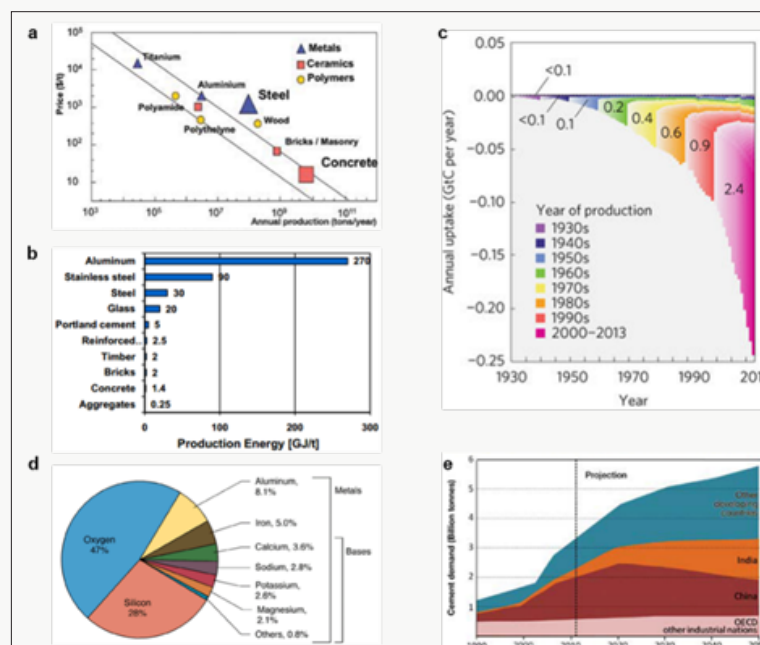 a
10⁵
10⁴
10³
10²
10
Price ($/t)
Titanium
Aluminium
Steel
Polyamide
Polythelyne
Wood
Bricks / Masonry
Concrete
Metals
Ceramics
Polymers
10³
10⁵
10⁷
10⁹
10¹¹
Annual production (tons/year)
b
Aluminum 270
Stainless steel 90
Steel 30
Glass 20
Portland cement 5
Reinforced.. 2.5
Timber 2
Bricks 2
Concrete 1.4
Aggregates 0.25
0 100 200 300
Production Energy [GJ/t]
c
0.05
0.00
−0.05
−0.10
−0.15
−0.20
−0.25
Annual uptake (GtC per year)
<0.1
<0.1
0.1
0.2
0.4
0.6
0.9
2.4
Year of production
1930s
1940s
1950s
1960s
1970s
1980s
1990s
2000–2013
1930 1950 1970 1990 201
Year
d
Oxygen
47%
Silicon
28%
Aluminum,
8.1%
Iron, 5.0%
Calcium, 3.6%
Sodium, 2.8%
Potassium,
2.6%
Magnesium,
2.1%
Others, 0.8%
Metals
Bases
e
6
5
4
3
2
1
Cement demand (Billion tonnes)
Projection
Other
developing
countries
India
China
OECD
other industrial nations